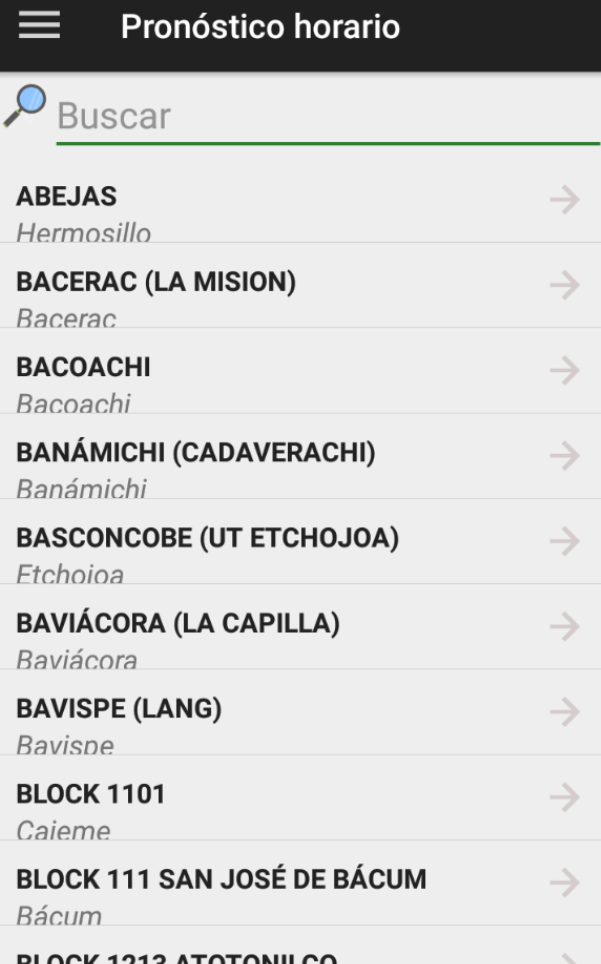 Pronóstico horario
Buscar
ABEJAS
Hermosillo
BACERAC (LA MISION)
Bacerac
BACOACHI
Bacoachi
BANÁMICHI (CADAVERACHI)
Banámichi
BASCONCOBE (UT ETCHOJOA)
Etchojoa
BAVIÁCORA (LA CAPILLA)
Baviácora
BAVISPE (LANG)
Bavispe
BLOCK 1101
Cajeme
BLOCK 111 SAN JOSÉ DE BÁCUM
Bácum
BLOCK 1213 ATOTONILCO